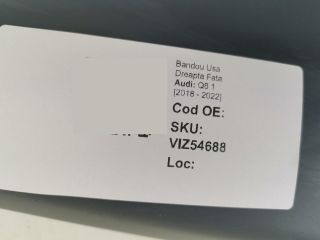 Bandou Usa
Dreapta Fata
Audi: Q8 1
[2018 - 2022]
Cod OE:
SKU:
VIZ54688
Loc: